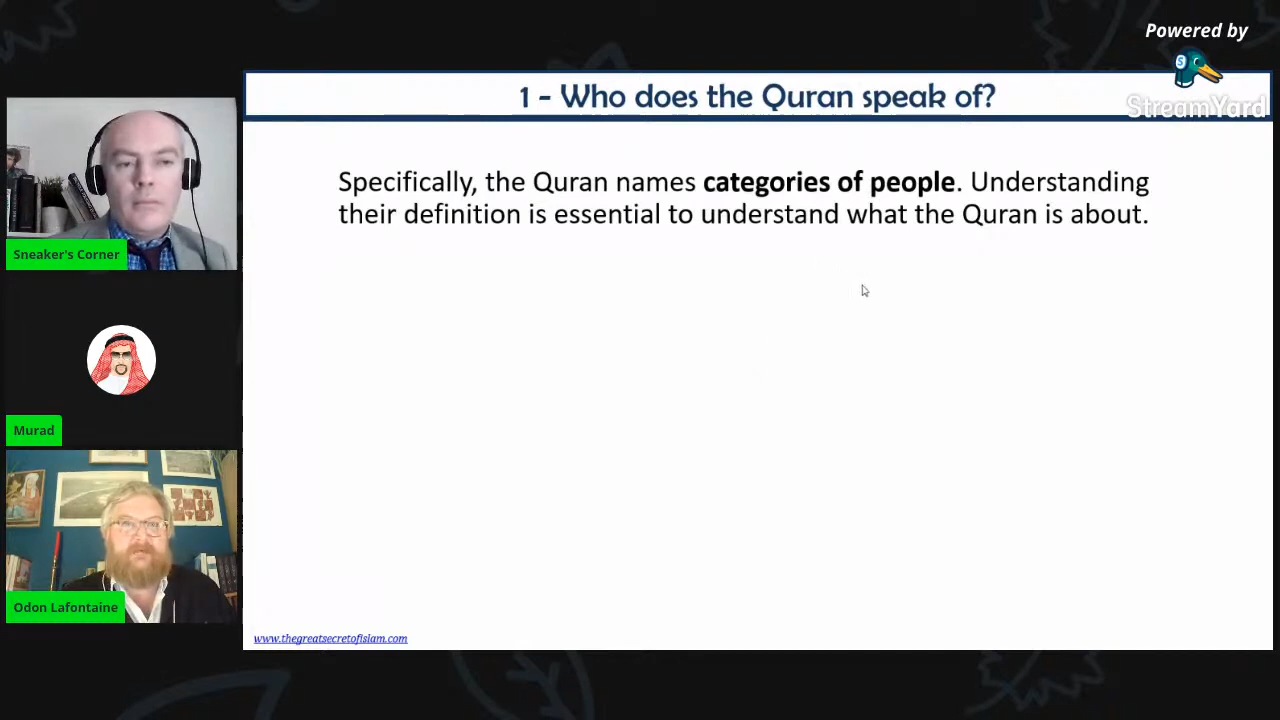 Powered by
StreamYard
1 - Who does the Quran speak of?
Specifically, the Quran names categories of people. Understanding
their definition is essential to understand what the Quran is about.
Sneaker's Corner
Murad
Odon Lafontaine
www.thegreatsecretofislam.com